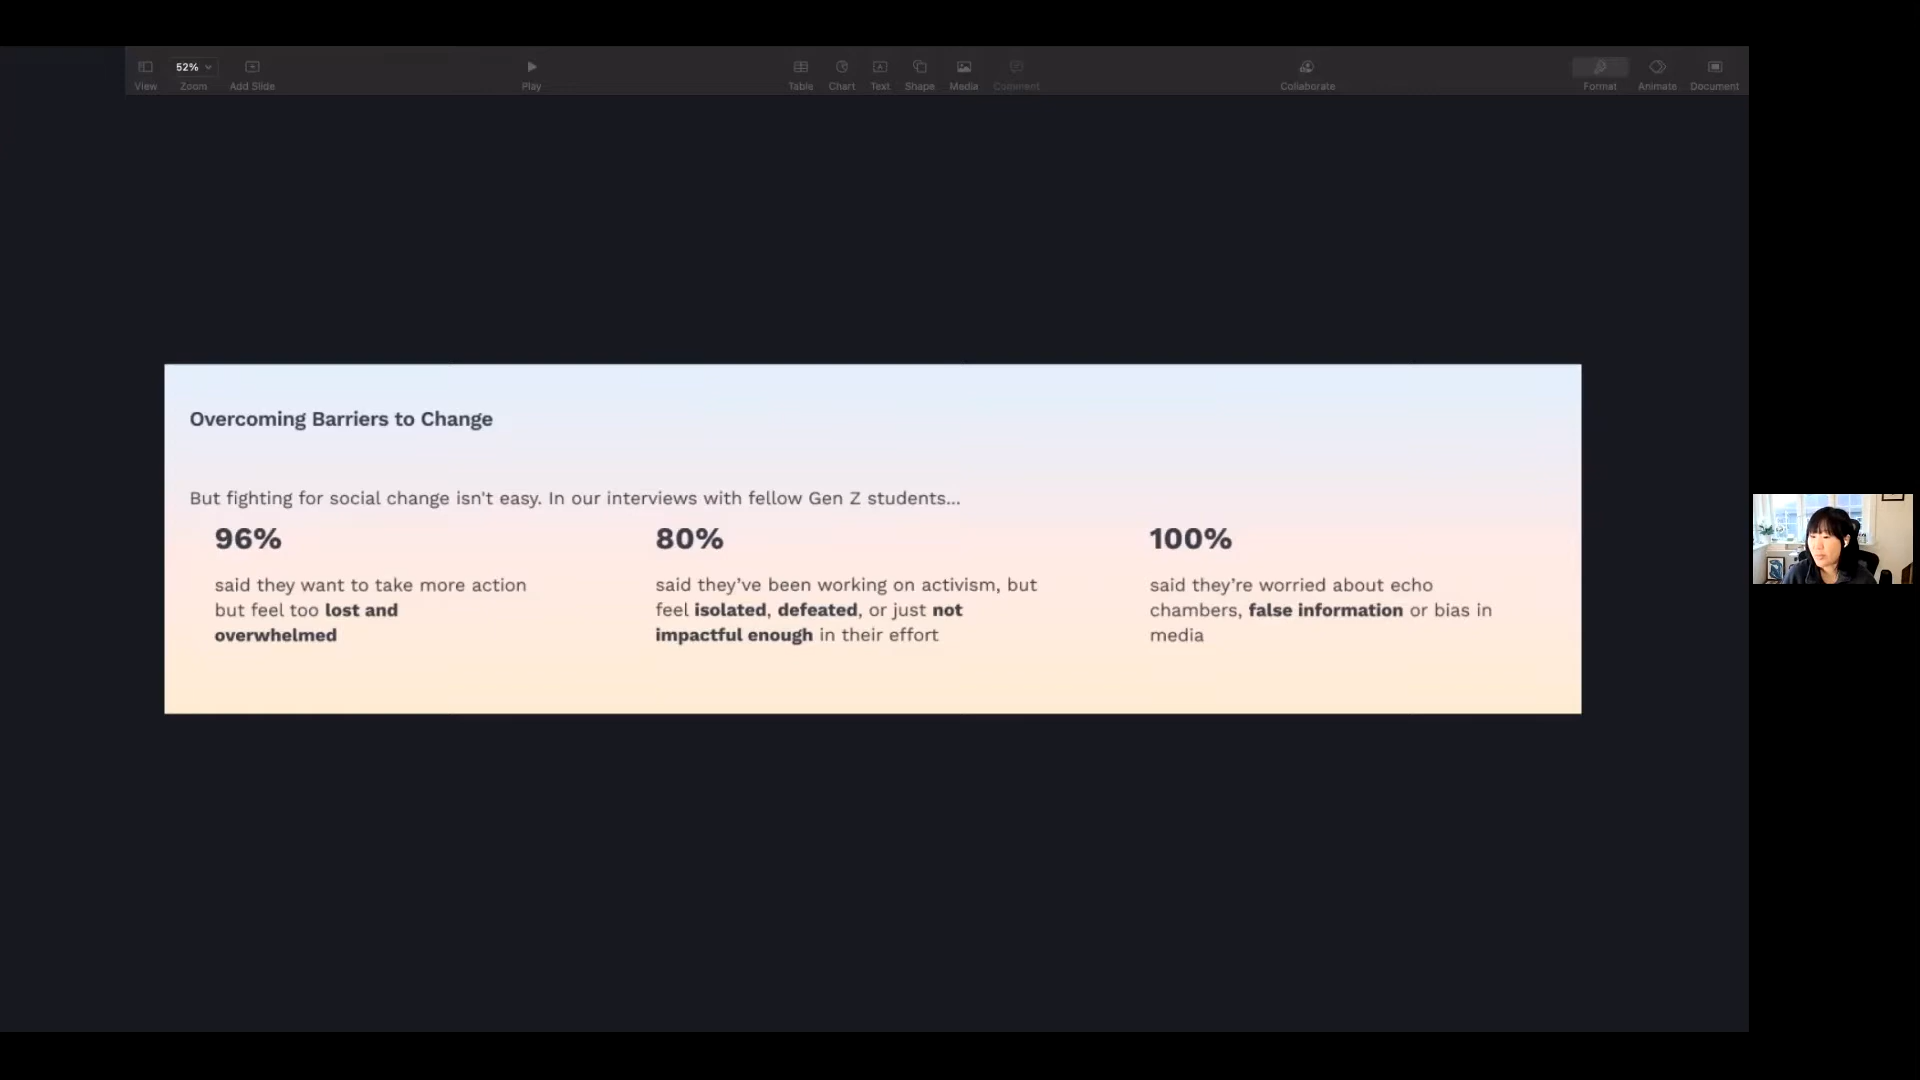 52%
View
Zoom
Add Slide
Play
Table
Chart
Text
Shape
Media
Comment
Collaborate
Format
Animate
Document
Overcoming Barriers to Change
But fighting for social change isn't easy. In our interviews with fellow Gen Z students...
96%
said they want to take more action
but feel too lost and
overwhelmed
80%
said they’ve been working on activism, but
feel isolated, defeated, or just not
impactful enough in their effort
100%
said they’re worried about echo
chambers, false information or bias in
media